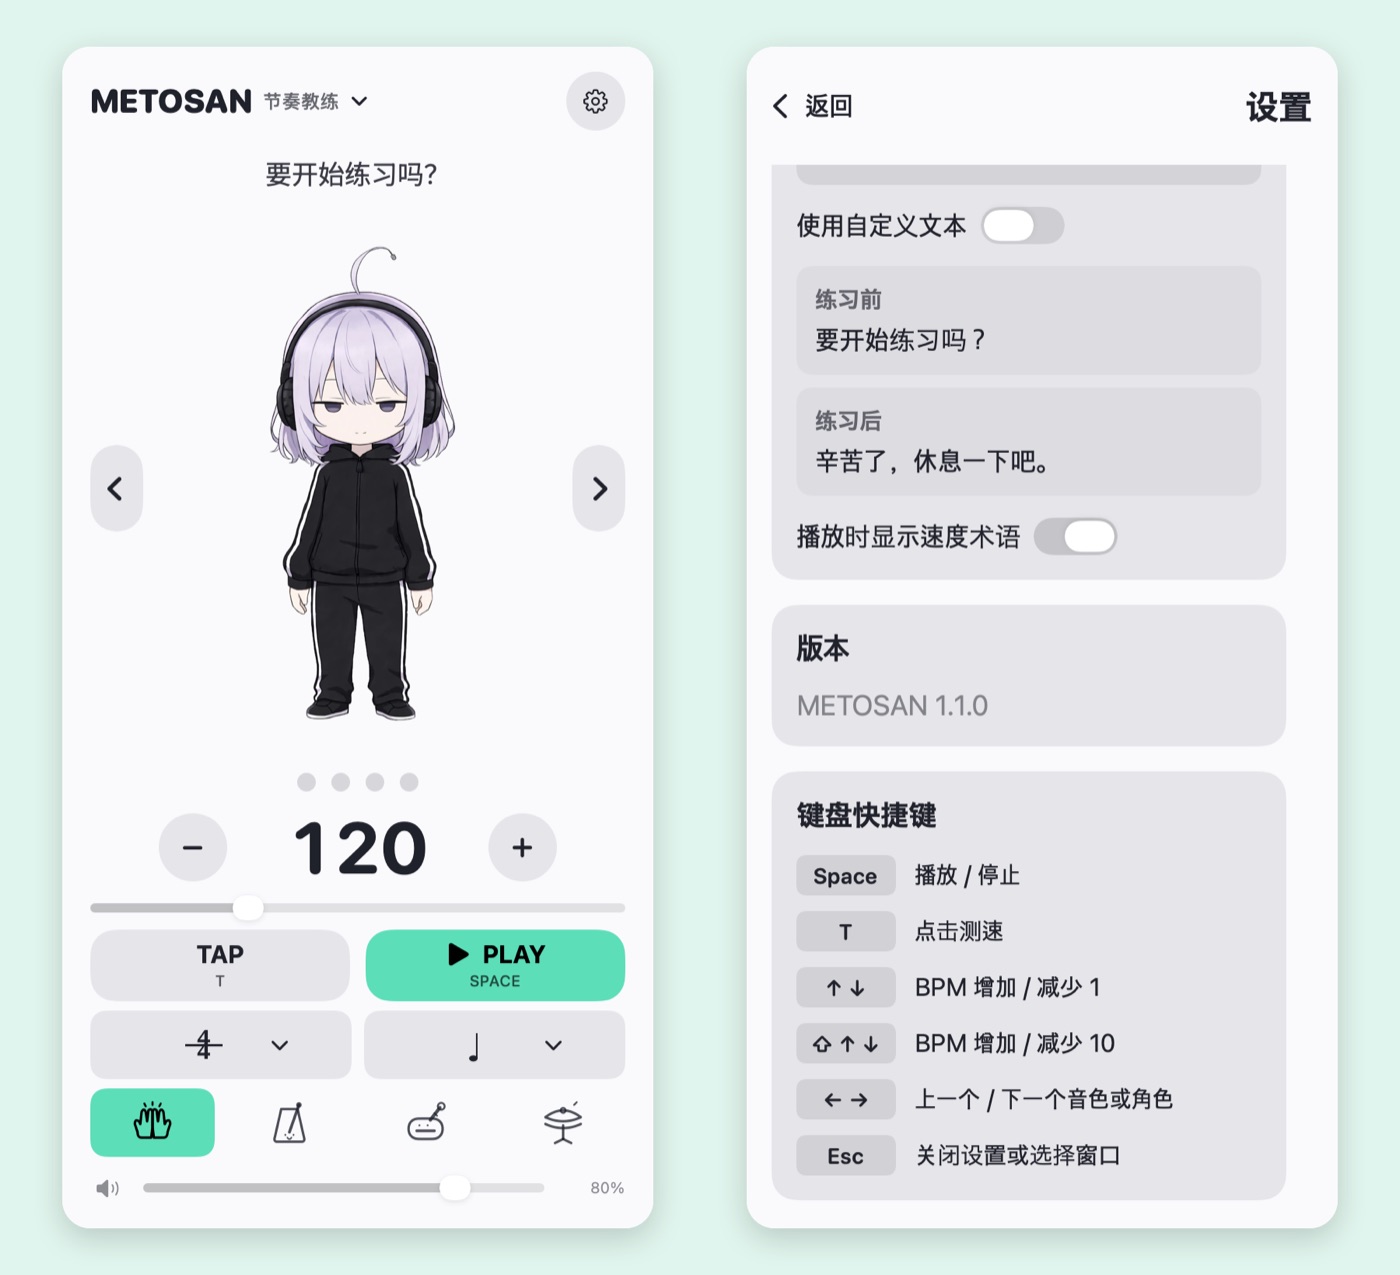 METOSAN 节奏教练
要开始练习吗？
120
TAP
T
PLAY
SPACE
4
4
80%
返回
设置
使用自定义文本
练习前
要开始练习吗？
练习后
辛苦了，休息一下吧。
播放时显示速度术语
版本
METOSAN 1.1.0
键盘快捷键
Space 播放 / 停止
T 点击测速
↑ ↓ BPM 增加 / 减少 1
⇧ ↑ ↓ BPM 增加 / 减少 10
← → 上一个 / 下一个音色或角色
Esc 关闭设置或选择窗口